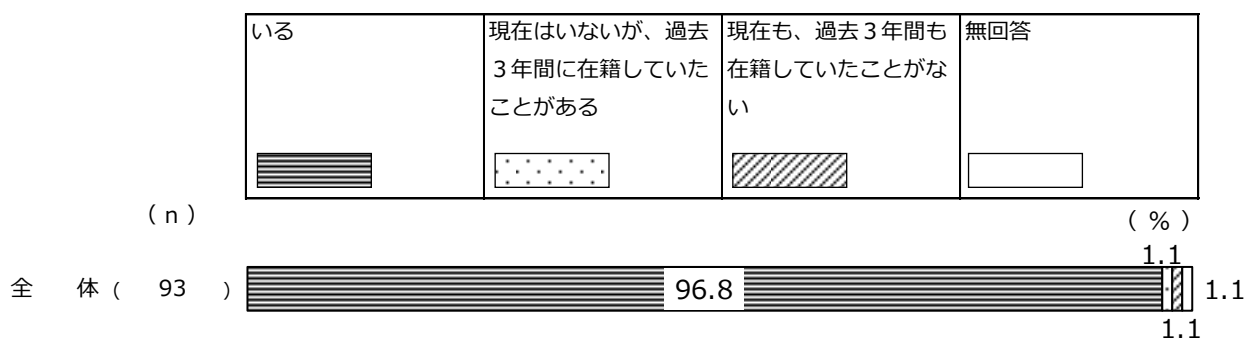 いる
現在はいないが、過去
３年間に在籍していた
ことがある
現在も、過去３年間も
在籍していたことがな
い
無回答
（ｎ）
（％）
1.1
全　体（　93　）
96.8
1.1
1.1